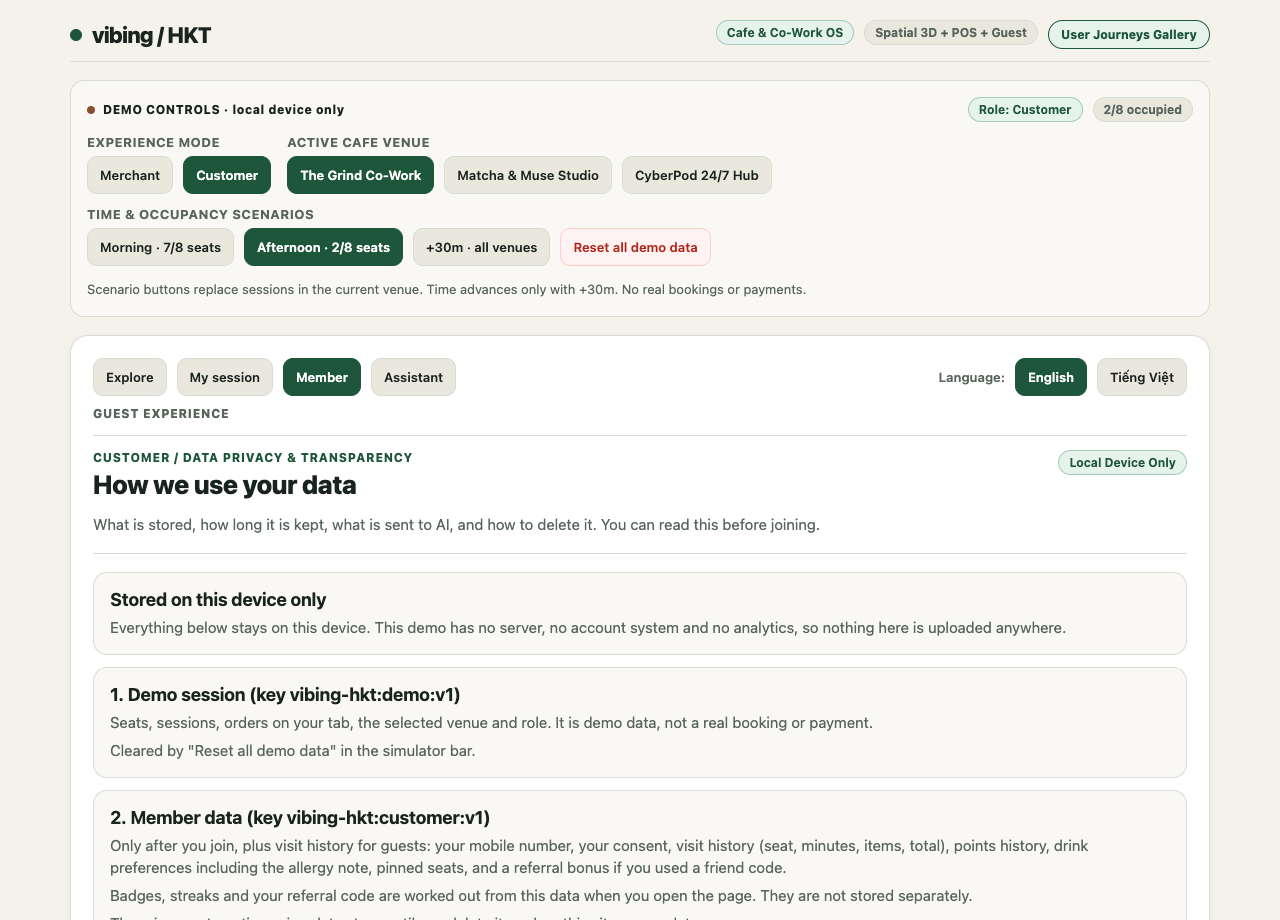 vibing / HKT
Cafe & Co-Work OS
Spatial 3D + POS + Guest
User Journeys Gallery
DEMO CONTROLS · local device only
Role: Customer
2/8 occupied
EXPERIENCE MODE
ACTIVE CAFE VENUE
Merchant
Customer
The Grind Co-Work
Matcha & Muse Studio
CyberPod 24/7 Hub
TIME & OCCUPANCY SCENARIOS
Morning · 7/8 seats
Afternoon · 2/8 seats
+30m · all venues
Reset all demo data
Scenario buttons replace sessions in the current venue. Time advances only with +30m. No real bookings or payments.
Explore
My session
Member
Assistant
Language:
English
Tiếng Việt
GUEST EXPERIENCE
CUSTOMER / DATA PRIVACY & TRANSPARENCY
Local Device Only
How we use your data
What is stored, how long it is kept, what is sent to AI, and how to delete it. You can read this before joining.
Stored on this device only
Everything below stays on this device. This demo has no server, no account system and no analytics, so nothing here is uploaded anywhere.
1. Demo session (key vibing-hkt:demo:v1)
Seats, sessions, orders on your tab, the selected venue and role. It is demo data, not a real booking or payment.
Cleared by "Reset all demo data" in the simulator bar.
2. Member data (key vibing-hkt:customer:v1)
Only after you join, plus visit history for guests: your mobile number, your consent, visit history (seat, minutes, items, total), points history, drink
preferences including the allergy note, pinned seats, and a referral bonus if you used a friend code.
Badges, streaks and your referral code are worked out from this data when you open the page. They are not stored separately.